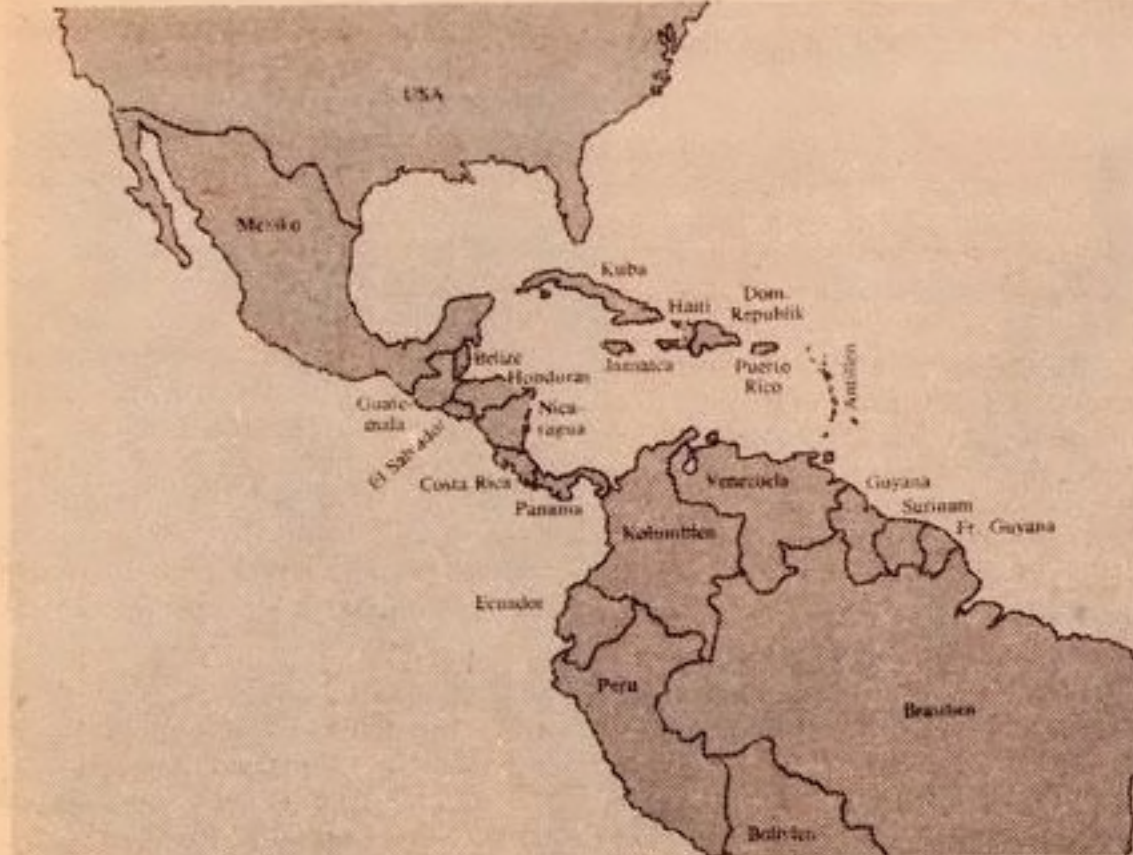 USA
Mexiko
Kuba
Haiti
Dom.
Republik
Jamaica
Puerto
Rico
Antillen
Belize
Honduras
Guate-
mala
El Salvador
Nica-
ragua
Costa Rica
Panama
Venezuela
Guyana
Surinam
Fr. Guyana
Kolumbien
Ecuador
Peru
Brasilien
Bolivien